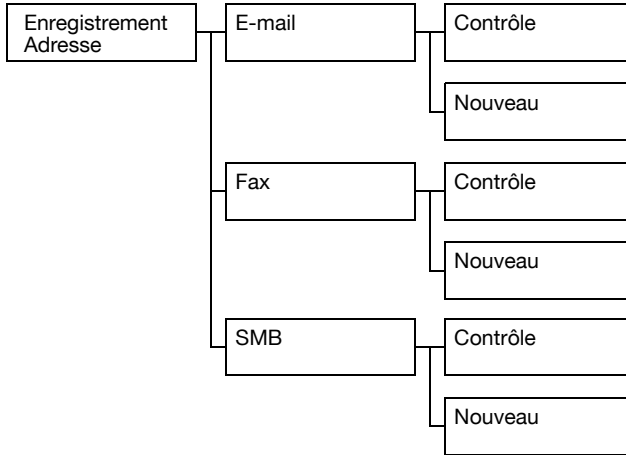 Enregistrement
Adresse
E-mail
Contrôle
Nouveau
Fax
Contrôle
Nouveau
SMB
Contrôle
Nouveau